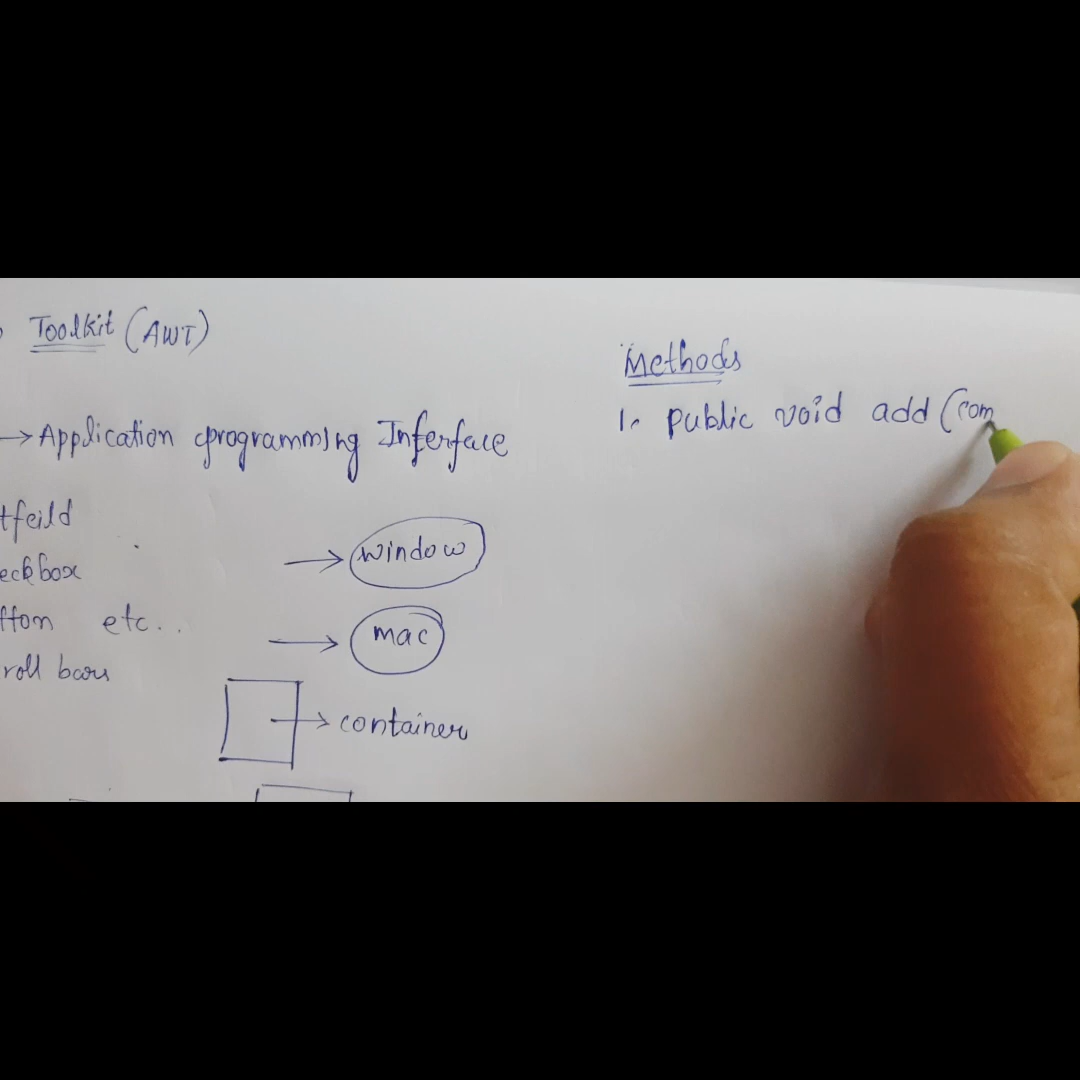 Toolkit (AWT)
→ Application programming Interface
tfeild
eckbox
tton etc..
roll bars
→ window
→ mac
→ container
Methods
1. public void add (com